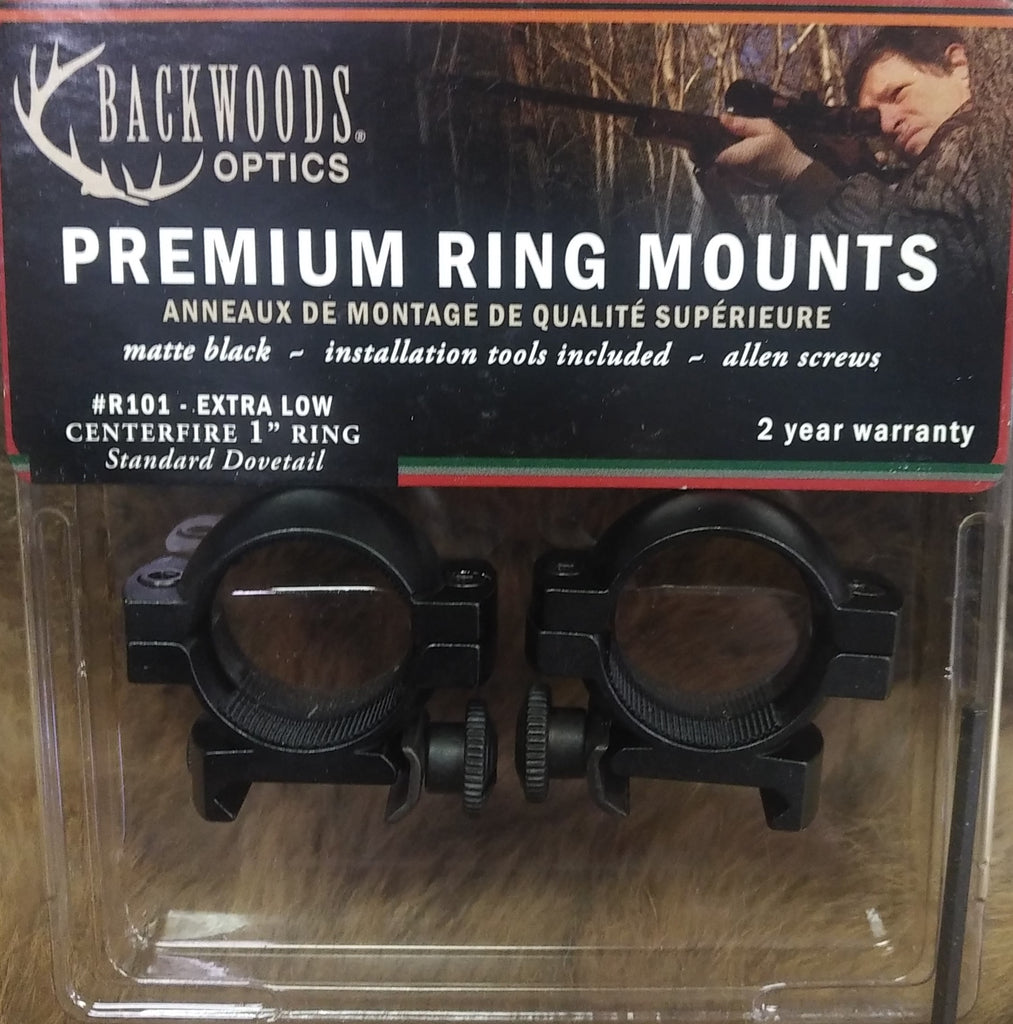 BACKWOODS®
OPTICS
PREMIUM RING MOUNTS
ANNEAUX DE MONTAGE DE QUALITÉ SUPÉRIEURE
matte black ~ installation tools included ~ allen screws
#R101 - EXTRA LOW
CENTERFIRE 1" RING
Standard Dovetail
2 year warranty